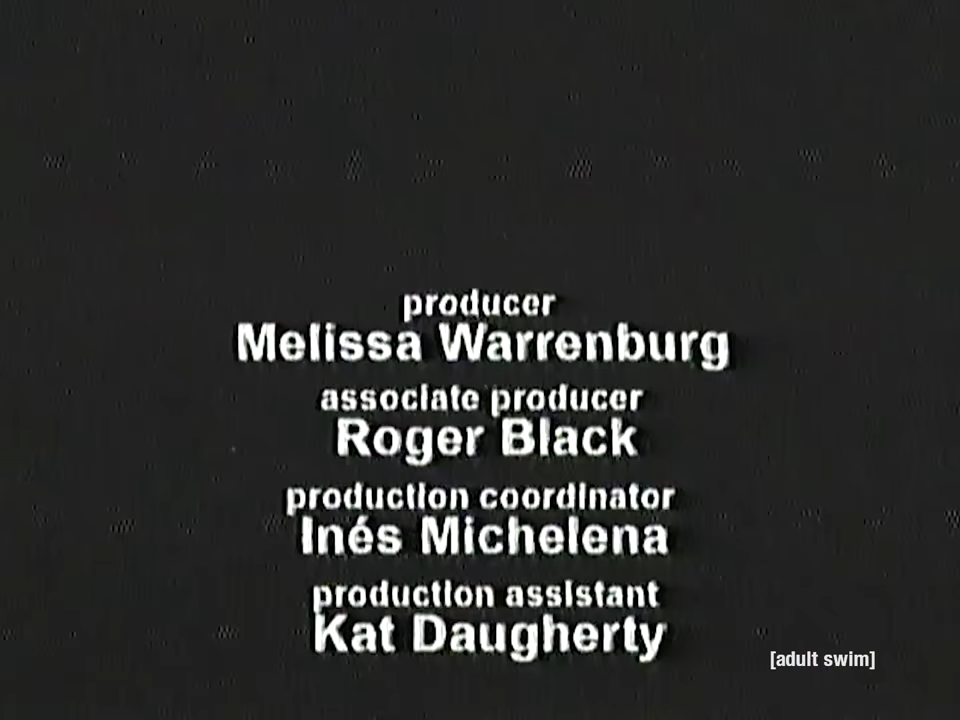 producer
Melissa Warrenburg
associate producer
Roger Black
production coordinator
Inés Michelena
production assistant
Kat Daugherty
[adult swim]